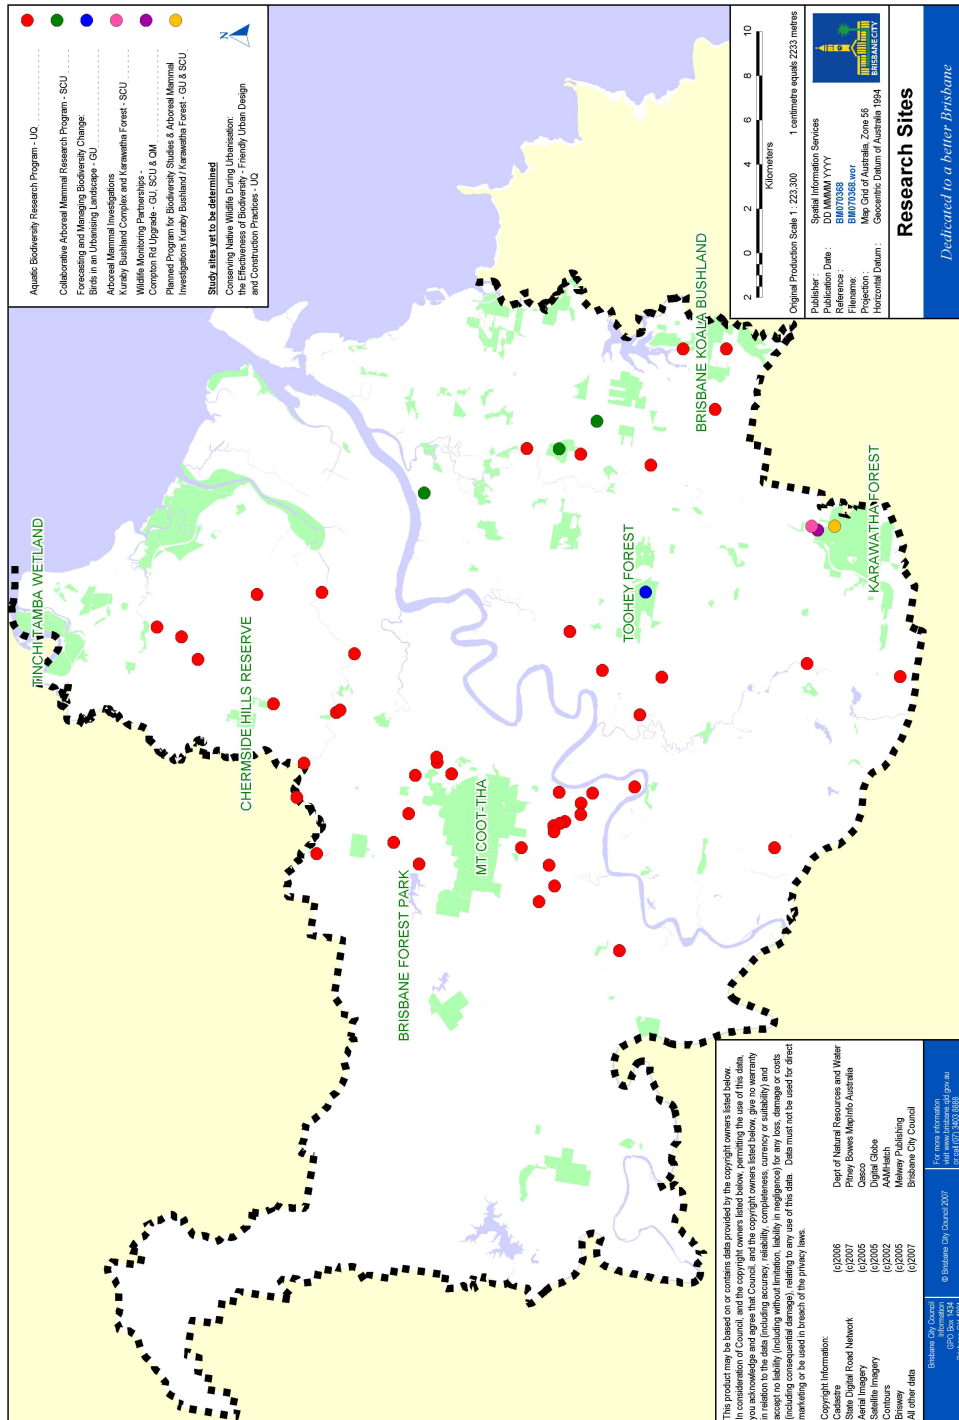 Aquatic Biodiversity Research Program - UQ
Collaborative Arboreal Mammal Research Program - SCU
Forecasting and Managing Biodiversity Change:
Birds in an Urbanising Landscape - GU
Arboreal Mammal Investigations
Kuraby Bushland Complex and Karawatha Forest - SCU
Wildlife Monitoring Partnerships -
Compton Rd Upgrade - GU, SCU & QM
Planned Program for Biodiversity Studies & Arboreal Mammal
Investigations Kuraby Bushland / Karawatha Forest - GU & SCU
Study sites yet to be determined
Conserving Native Wildlife During Urbanisation:
the Effectiveness of Biodiversity - Friendly Urban Design
and Construction Practices - UQ
N
TINCHI TAMBA WETLAND
CHERMSIDE HILLS RESERVE
BRISBANE FOREST PARK
MT COOT-THA
TOOHEY FOREST
BRISBANE KOALA BUSHLAND
KARAWATHA FOREST
2 0 2 4 6 8 10
Kilometers
Original Production Scale 1 : 223,300 1 centimetre equals 2233 metres
Publisher : Spatial Information Services
Publication Date : DD MMMM YYYY
Reference : BM070368
Filename: BM070368.wor
Projection : Map Grid of Australia, Zone 56
Horizontal Datum : Geocentric Datum of Australia 1994
BRISBANE CITY
Research Sites
Dedicated to a better Brisbane
This product may be based on or contains data provided by the copyright owners listed below.
In consideration of Council, and the copyright owners listed below, permitting the use of this data,
you acknowledge and agree that Council, and the copyright owners listed below, give no warranty
in relation to the data (including accuracy, reliability, completeness, currency or suitability) and
accept no liability (including without limitation, liability in negligence) for any loss, damage or costs
(including consequential damage), relating to any use of this data. Data must not be used for direct
marketing or be used in breach of the privacy laws.
Copyright Information:
Cadastre (c)2006 Dept of Natural Resources and Water
State Digital Road Network (c)2007 Pitney Bowes MapInfo Australia
Aerial Imagery (c)2005 Qasco
Satellite Imagery (c)2005 Digital Globe
Contours (c)2002 AAMHatch
Brisway (c)2005 Melway Publishing
All other data (c)2007 Brisbane City Council
Brisbane City Council
Information
GPO Box 1434
© Brisbane City Council 2007
For more information
visit www.brisbane.qld.gov.au
or call (07) 3403 8888